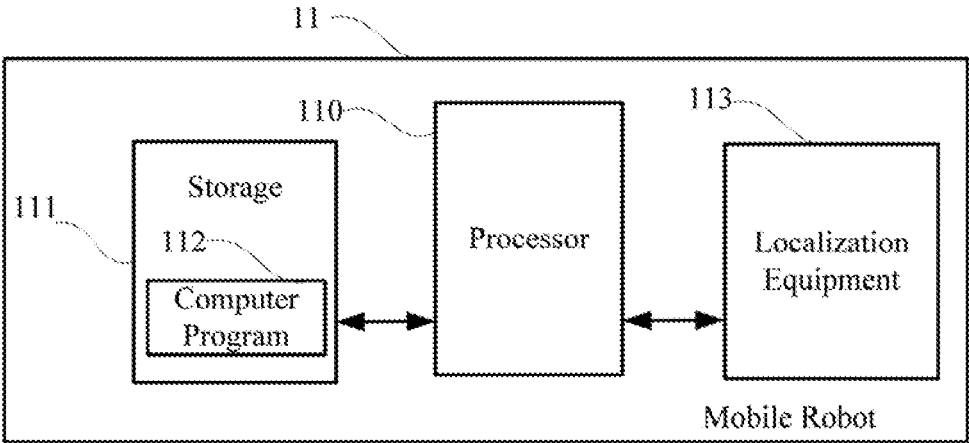 11
110
113
Storage
111
112
Processor
Localization
Equipment
Computer
Program
Mobile Robot